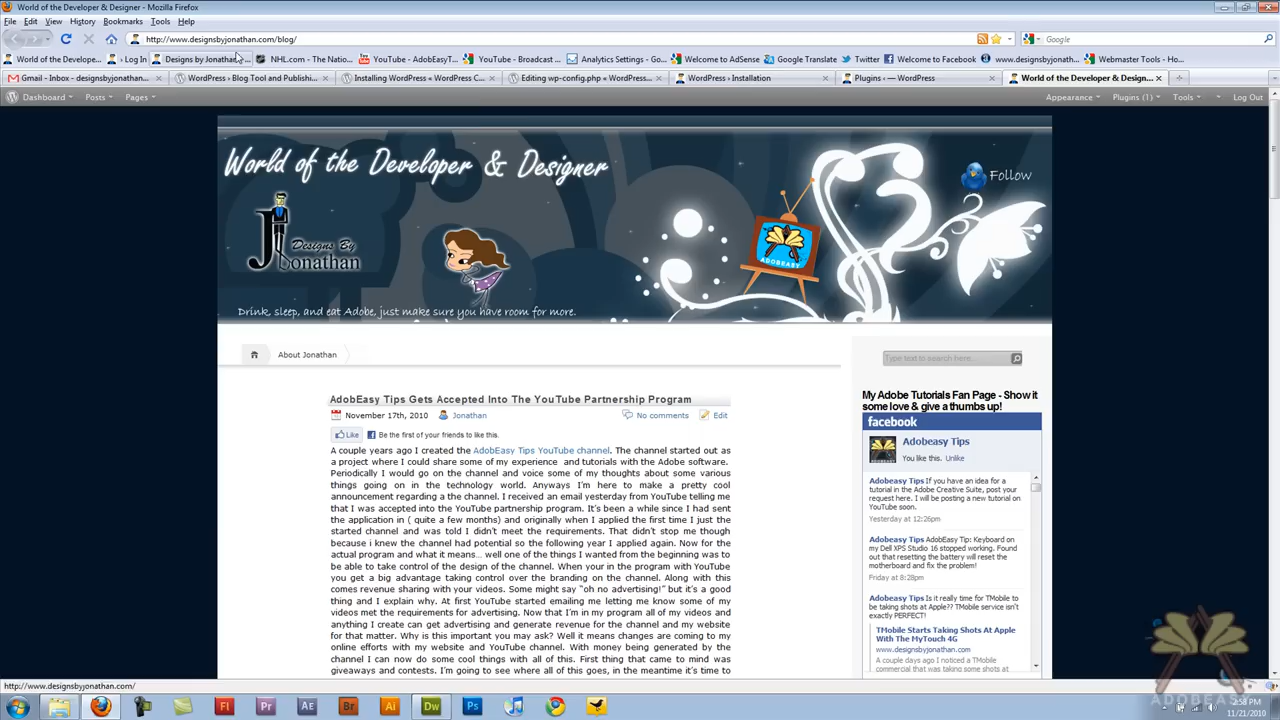 World of the Developer & Designer - Mozilla Firefox
File Edit View History Bookmarks Tools Help
http://www.designsbyjonathan.com/blog/
Google
World of the Develope... › Log In Designs by Jonathan... NHL.com - The Natio... YouTube - AdobEasyT... YouTube - Broadcast ... Analytics Settings - Go... Welcome to AdSense Google Translate Twitter Welcome to Facebook www.designsbyjonath... Webmaster Tools - Ho...
Gmail - Inbox - designsbyjonathan... WordPress › Blog Tool and Publishi... Installing WordPress « WordPress C... Editing wp-config.php « WordPress... WordPress › Installation Plugins ‹ — WordPress World of the Developer & Design...
Dashboard Posts Pages Appearance Plugins (1) Tools Log Out
World of the Developer & Designer
Follow
Designs By
Jonathan
ADOBEASY
Drink, sleep, and eat Adobe, just make sure you have room for more.
About Jonathan
Type text to search here...
AdobEasy Tips Gets Accepted Into The YouTube Partnership Program
November 17th, 2010 Jonathan No comments Edit
Like Be the first of your friends to like this.
A couple years ago I created the AdobEasy Tips YouTube channel. The channel started out as
a project where I could share some of my experience and tutorials with the Adobe software.
Periodically I would go on the channel and voice some of my thoughts about some various
things going on in the technology world. Anyways I'm here to make a pretty cool
announcement regarding a the channel. I received an email yesterday from YouTube telling me
that I was accepted into the YouTube partnership program. It's been a while since I had sent
the application in ( quite a few months) and originally when I applied the first time I just the
started channel and was told I didn't meet the requirements. That didn't stop me though
because i knew the channel had potential so the following year I applied again. Now for the
actual program and what it means... well one of the things I wanted from the beginning was to
be able to take control of the design of the channel. When your in the program with YouTube
you get a big advantage taking control over the branding on the channel. Along with this
comes revenue sharing with your videos. Some might say "oh no advertising!" but it's a good
thing and I explain why. At first YouTube started emailing me letting me know some of my
videos met the requirements for advertising. Now that I'm in my program all of my videos and
anything I create can get advertising and generate revenue for the channel and my website
for that matter. Why is this important you may ask? Well it means changes are coming to my
online efforts with my website and YouTube channel. With money being generated by the
channel I can now do some cool things with all of this. First thing that came to mind was
giveaways and contests. I'm going to see where all of this goes, in the meantime it's time to
My Adobe Tutorials Fan Page - Show it
some love & give a thumbs up!
facebook
Adobeasy Tips
You like this. Unlike
Adobeasy Tips If you have an idea for a
tutorial in the Adobe Creative Suite, post your
request here. I will be posting a new tutorial on
YouTube soon.
Yesterday at 12:26pm
Adobeasy Tips AdobEasy Tip: Keyboard on
my Dell XPS Studio 16 stopped working. Found
out that resetting the battery will reset the
motherboard and fix the problem!
Friday at 8:28pm
Adobeasy Tips Is it really time for TMobile to
be taking shots at Apple?? TMobile service isn't
exactly PERFECT!
TMobile Starts Taking Shots At Apple
With The MyTouch 4G
www.designsbyjonathan.com
A couple days ago I noticed a TMobile
commercial that was taking some shots at
http://www.designsbyjonathan.com/
Fl Pr Ae Br Ai Dw Ps
ADOBEASY
2:58 PM
11/21/2010